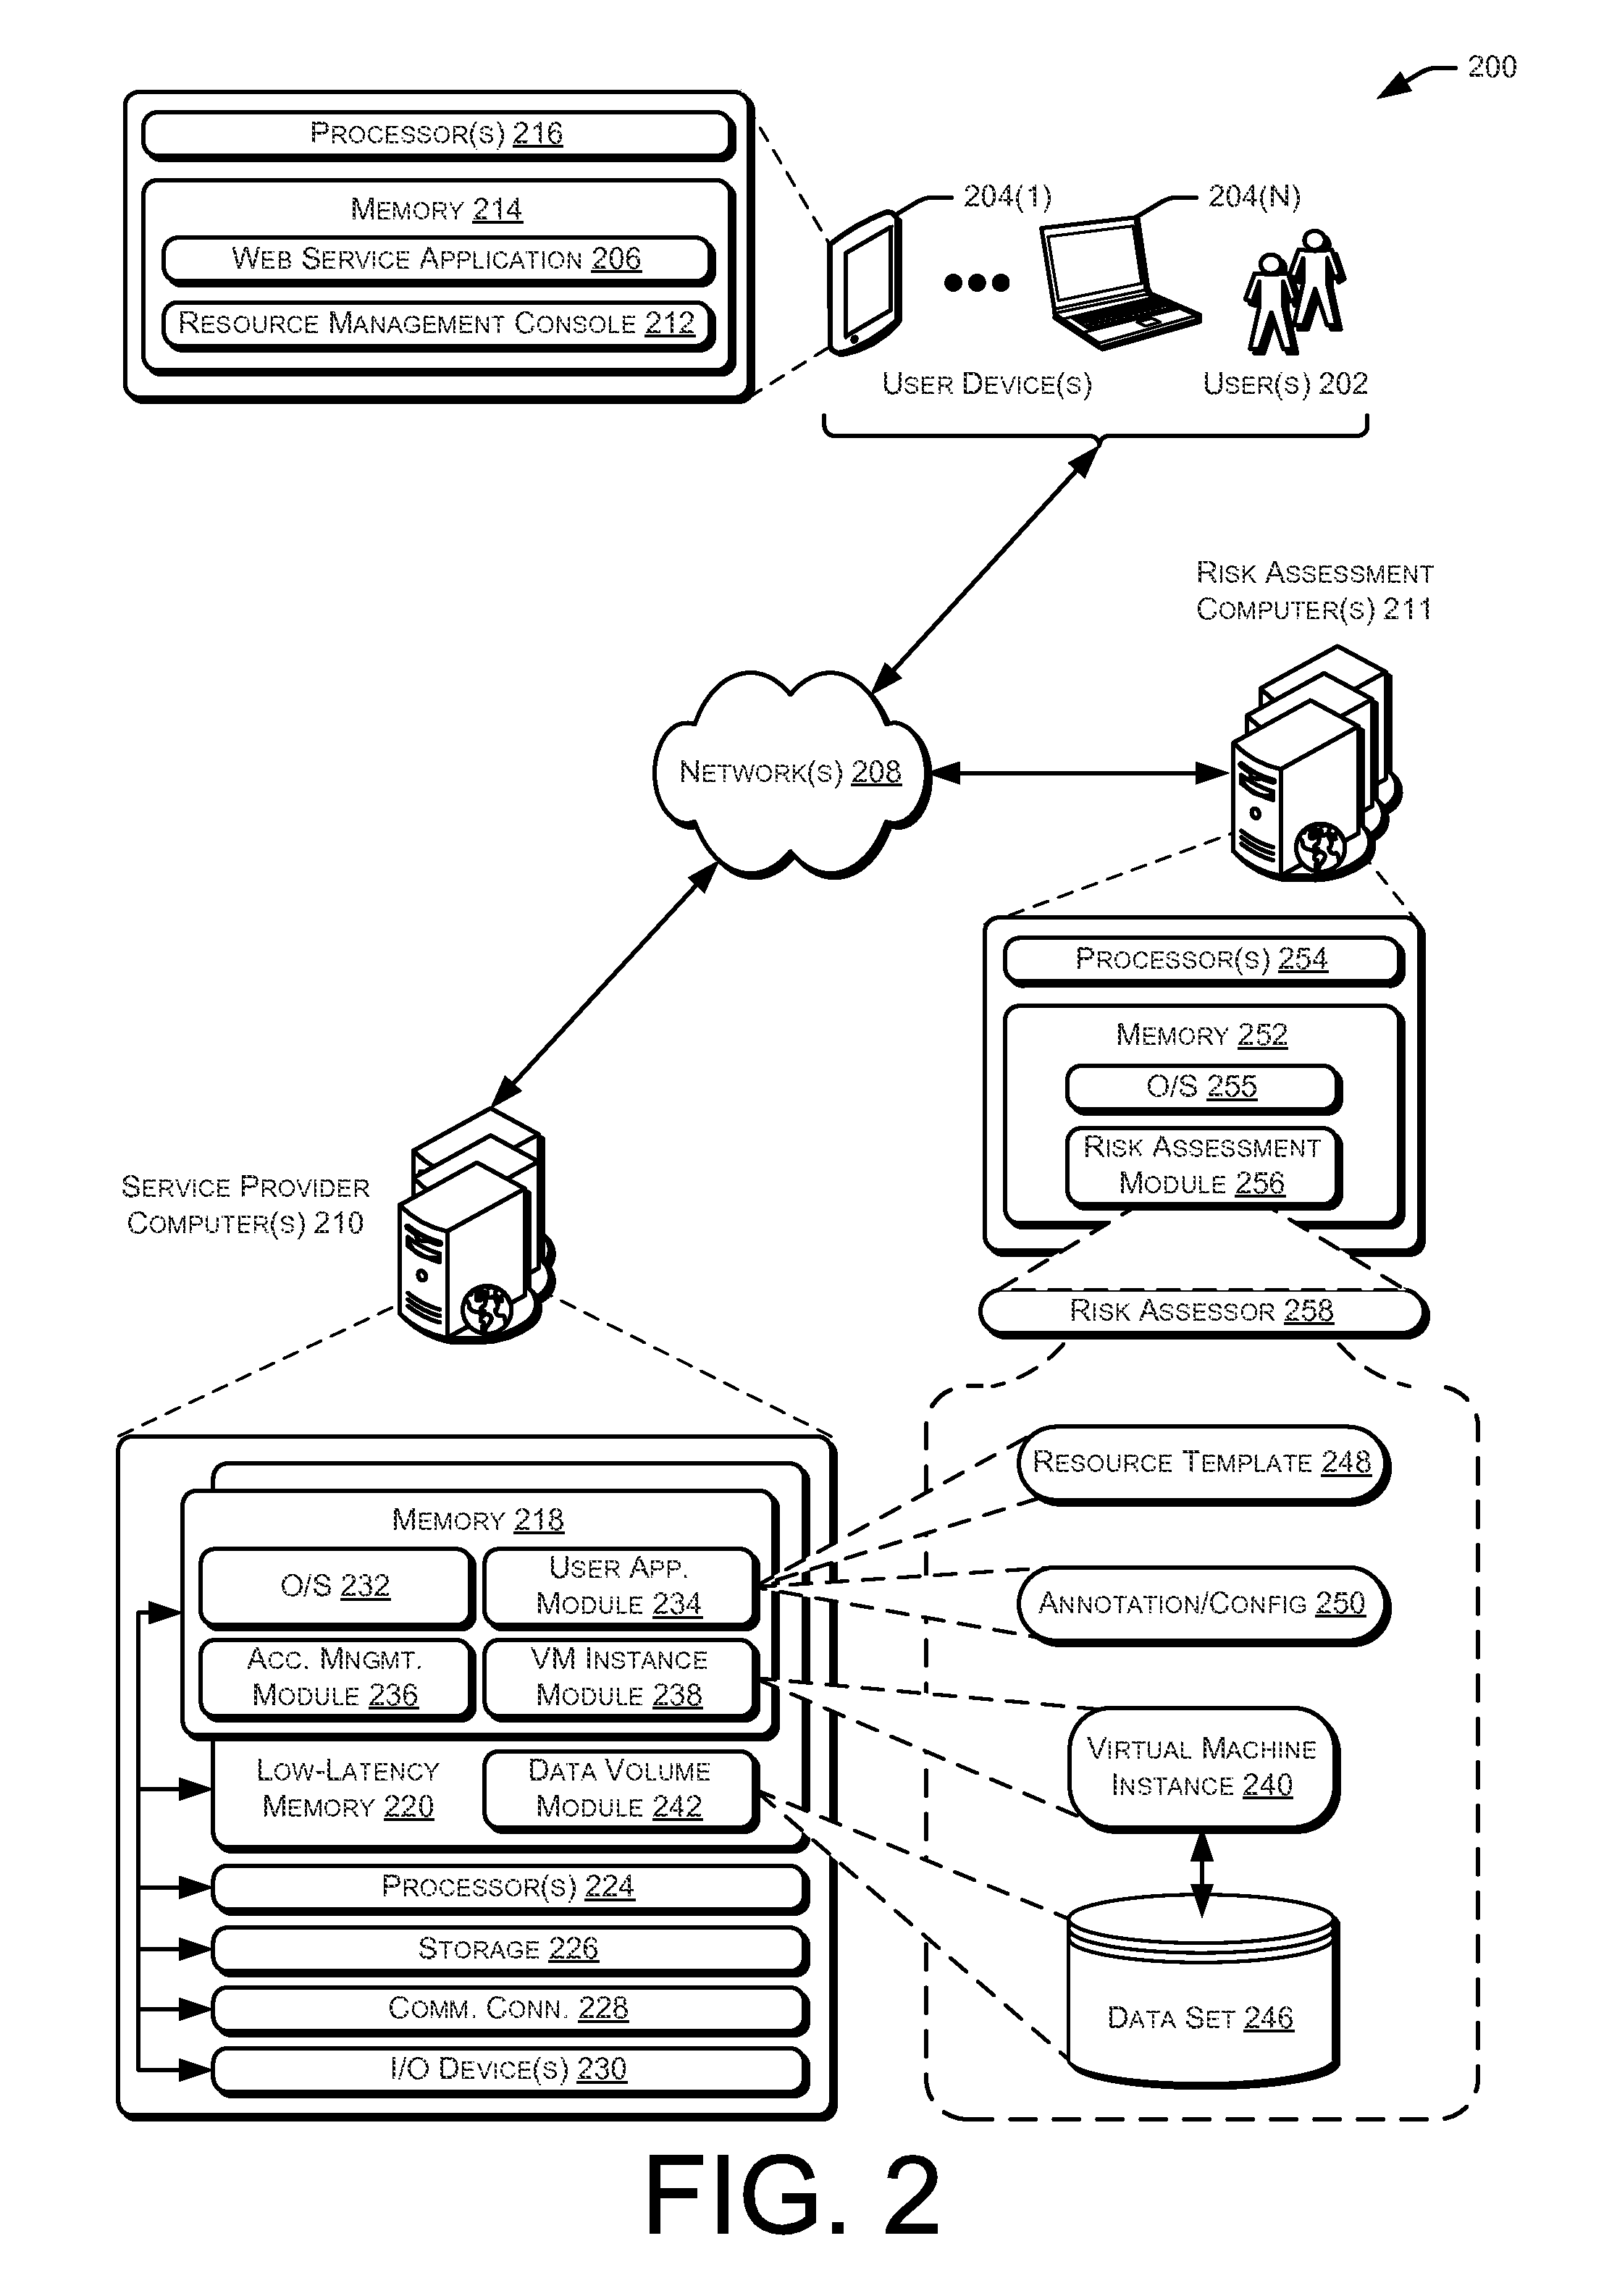 200
PROCESSOR(S) 216
MEMORY 214
WEB SERVICE APPLICATION 206
RESOURCE MANAGEMENT CONSOLE 212
204(1)
204(N)
USER DEVICE(S)
USER(S) 202
RISK ASSESSMENT
COMPUTER(S) 211
NETWORK(S) 208
PROCESSOR(S) 254
MEMORY 252
O/S 255
RISK ASSESSMENT
MODULE 256
SERVICE PROVIDER
COMPUTER(S) 210
RISK ASSESSOR 258
MEMORY 218
O/S 232
USER APP.
MODULE 234
ACC. MNGMT.
MODULE 236
VM INSTANCE
MODULE 238
LOW-LATENCY
MEMORY 220
DATA VOLUME
MODULE 242
PROCESSOR(S) 224
STORAGE 226
COMM. CONN. 228
I/O DEVICE(S) 230
RESOURCE TEMPLATE 248
ANNOTATION/CONFIG 250
VIRTUAL MACHINE
INSTANCE 240
DATA SET 246
FIG. 2